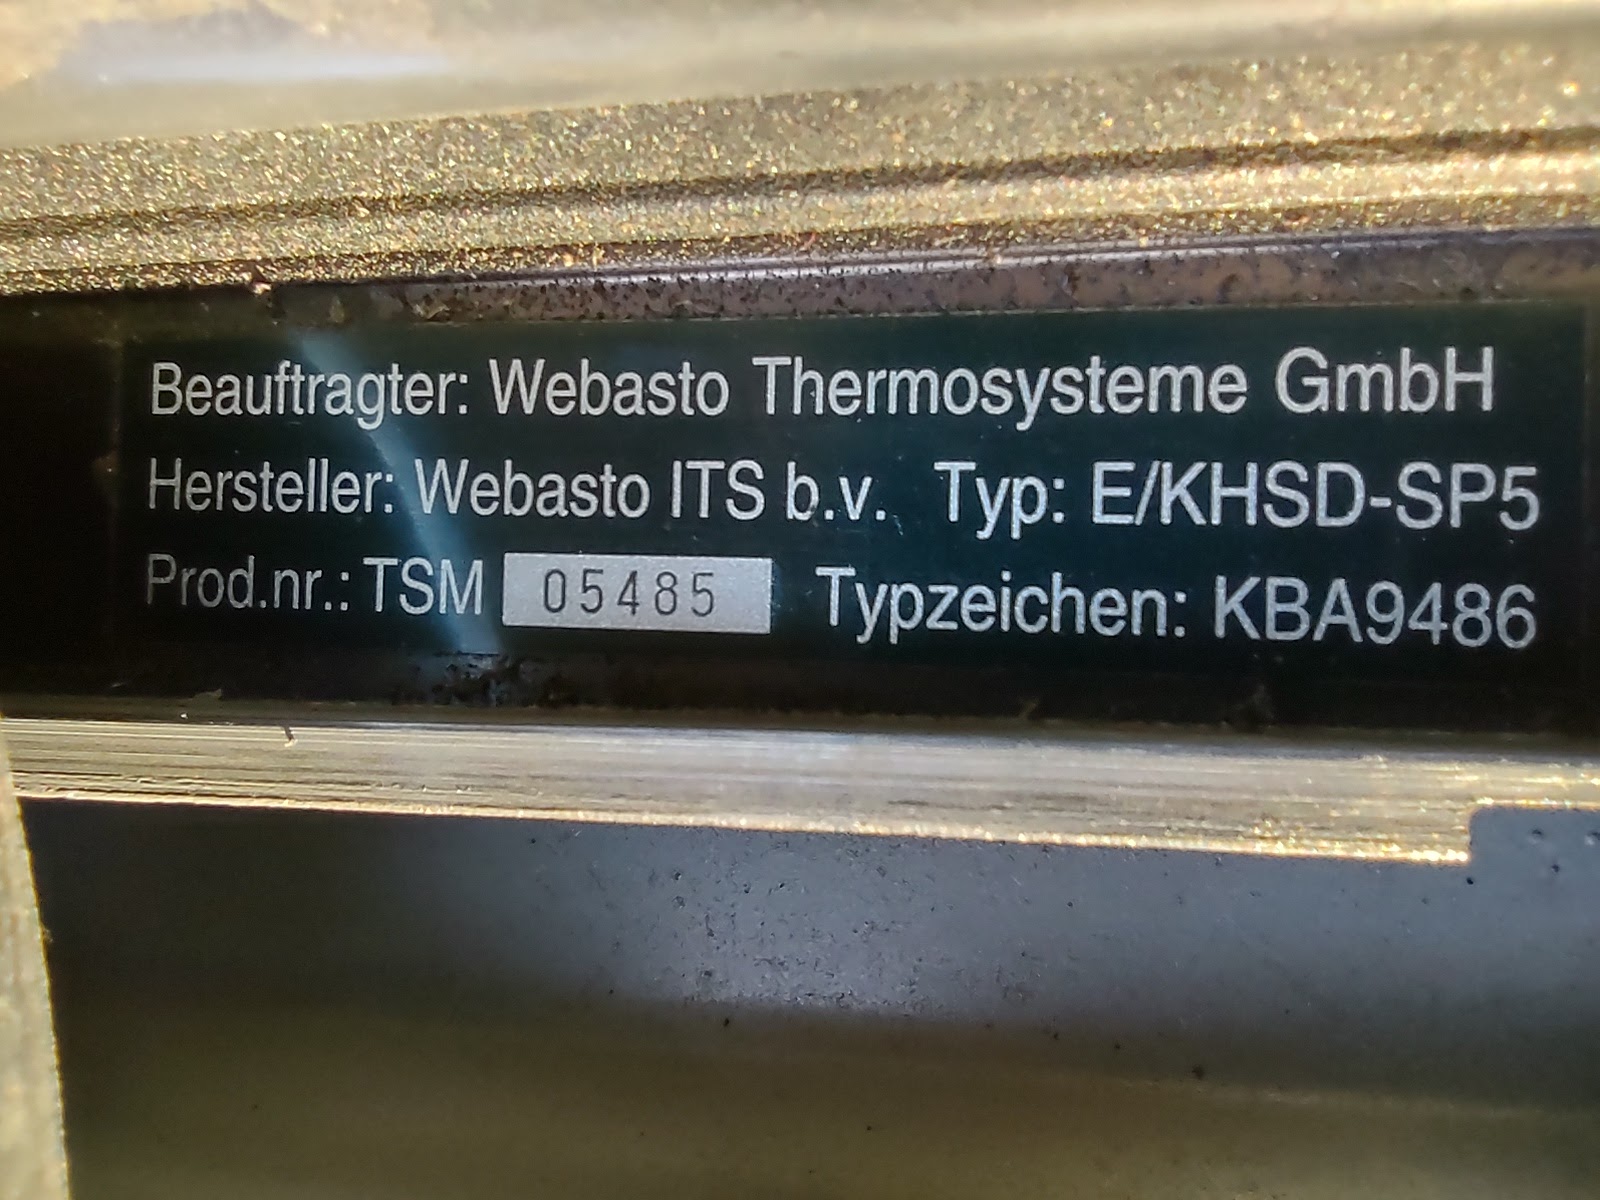 Beauftragter: Webasto Thermosysteme GmbH
Hersteller: Webasto ITS b.v. Typ: E/KHSD-SP5
Prod.nr.: TSM 05485 Typzeichen: KBA9486